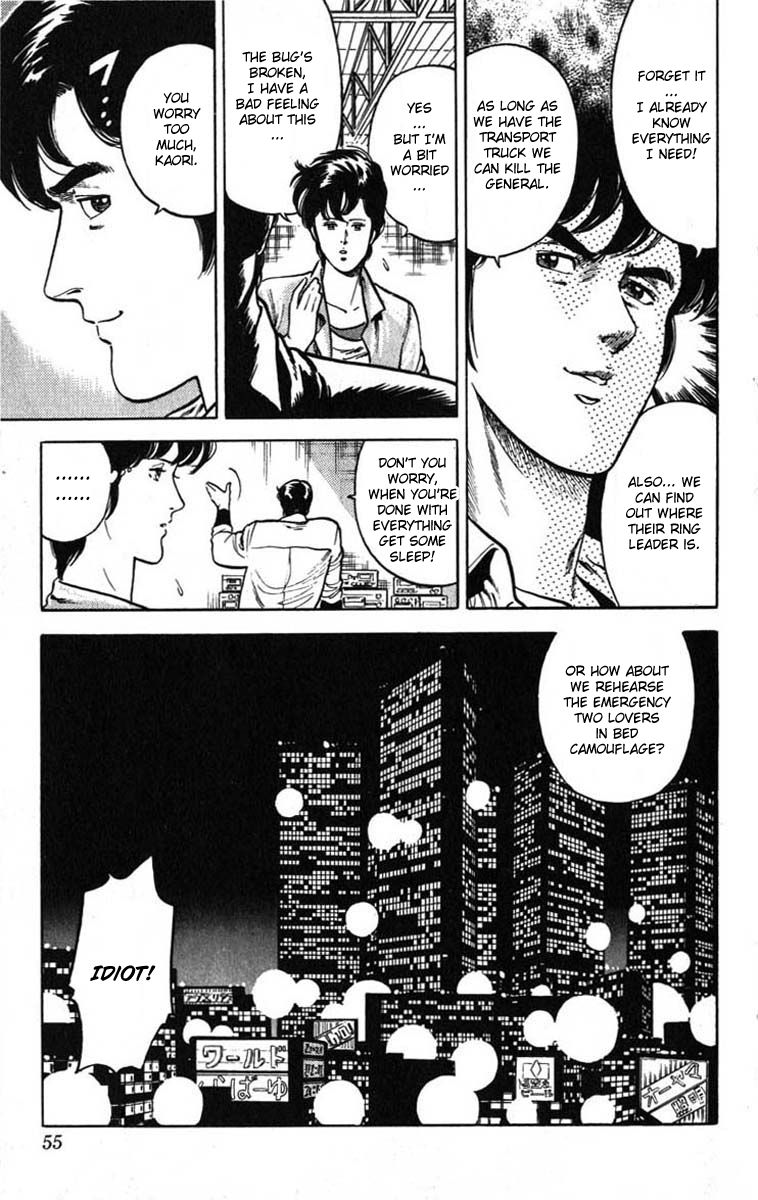 FORGET IT
...
I ALREADY
KNOW
EVERYTHING
I NEED!
AS LONG AS
WE HAVE THE
TRANSPORT
TRUCK WE
CAN KILL THE
GENERAL.
ALSO... WE
CAN FIND
OUT WHERE
THEIR RING
LEADER IS.
YES
...
BUT I'M
A BIT
WORRIED
...
THE BUG'S
BROKEN,
I HAVE A
BAD FEELING
ABOUT THIS
...
YOU
WORRY
TOO
MUCH,
KAORI.
DON'T YOU
WORRY,
WHEN YOU'RE
DONE WITH
EVERYTHING
GET SOME
SLEEP!
......
......
OR HOW ABOUT
WE REHEARSE
THE EMERGENCY
TWO LOVERS
IN BED
CAMOUFLAGE?
IDIOT!
ワールド
ばーゆ
55